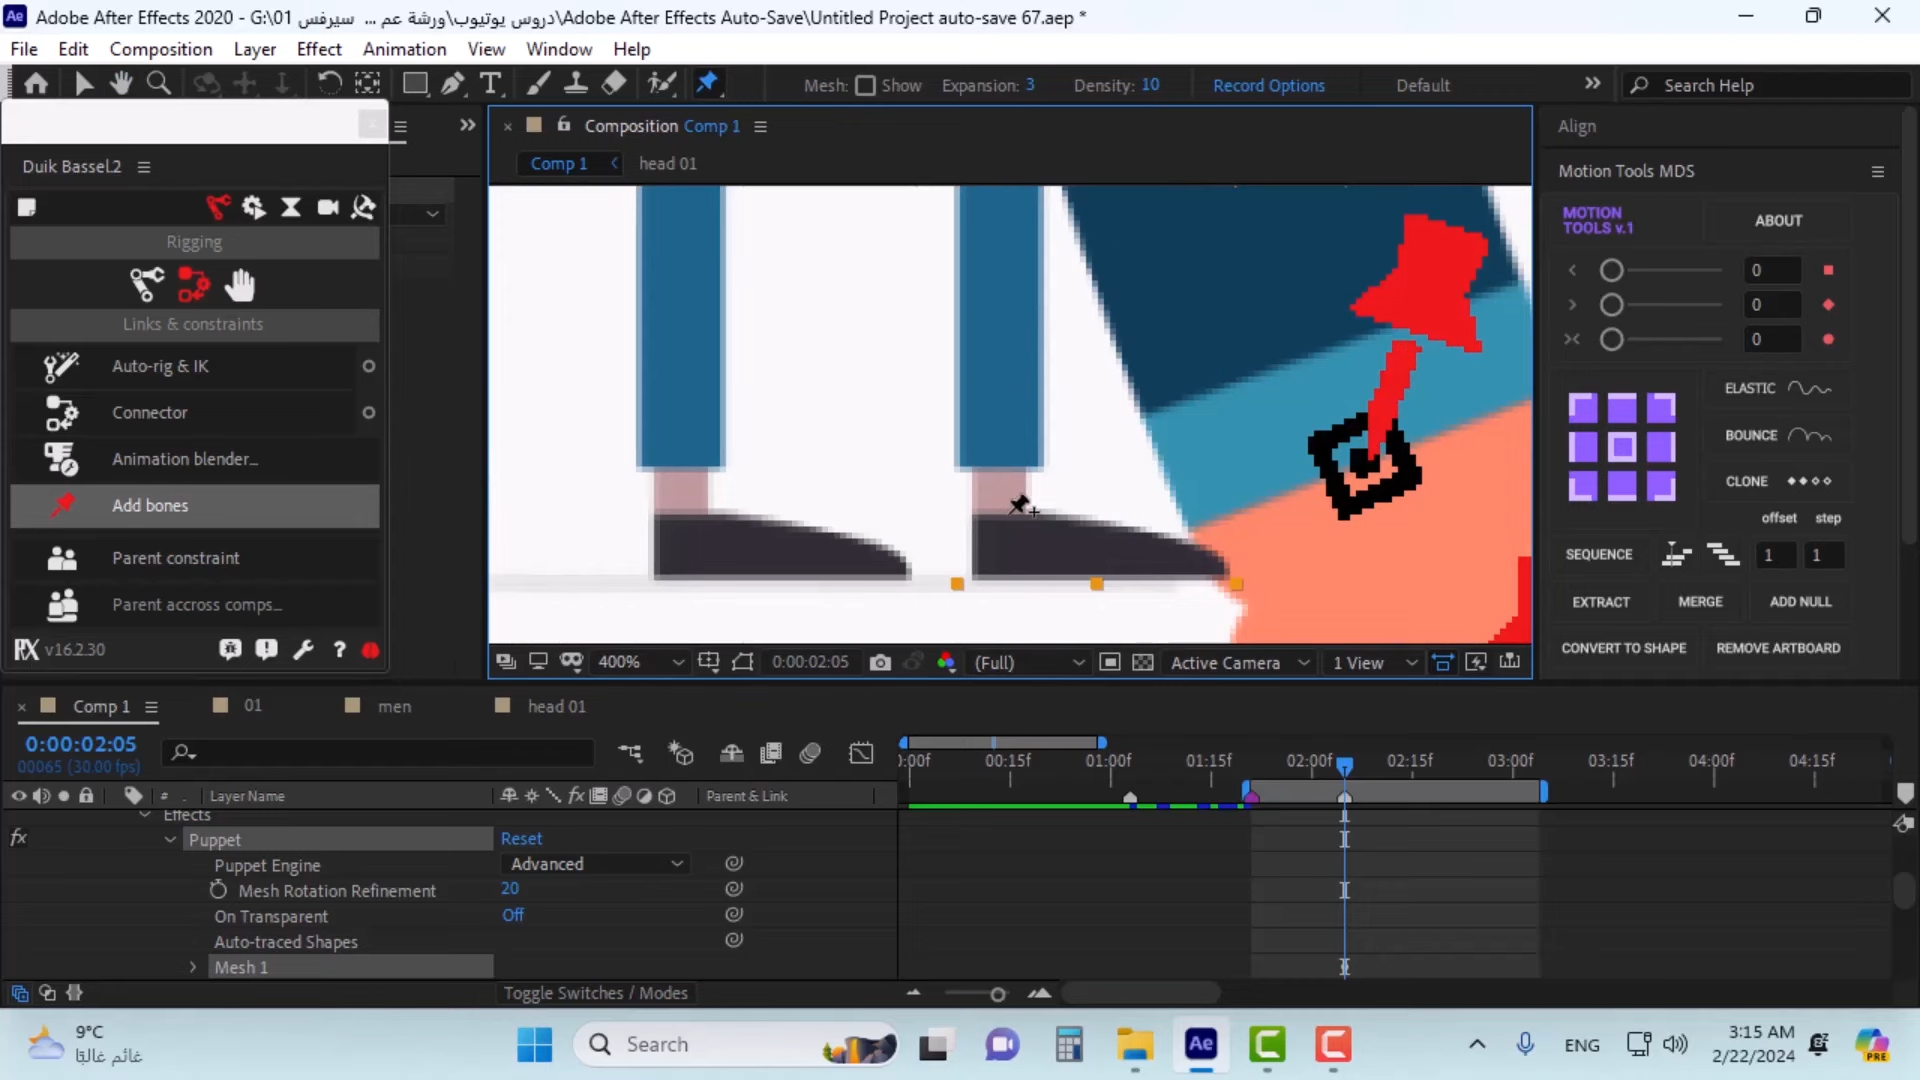 Adobe After Effects 2020 - G:\01 سيرفس ... دروس يوتيوب\ورشة عم\Adobe After Effects Auto-Save\Untitled Project auto-save 67.aep *
File Edit Composition Layer Effect Animation View Window Help
Mesh: Show Expansion: 3 Density: 10 Record Options Default Search Help
Duik Bassel.2
Rigging
Links & constraints
Auto-rig & IK
Connector
Animation blender...
Add bones
Parent constraint
Parent accross comps...
RX v16.2.30
Composition Comp 1
Comp 1 head 01
400% 0:00:02:05 (Full) Active Camera 1 View
Align
Motion Tools MDS
MOTION TOOLS v.1 ABOUT
0
0
0
ELASTIC
BOUNCE
CLONE
offset step
SEQUENCE 1 1
EXTRACT MERGE ADD NULL
CONVERT TO SHAPE REMOVE ARTBOARD
Comp 1 01 men head 01
0:00:02:05
00065 (30.00 fps)
0:00f 00:15f 01:00f 01:15f 02:00f 02:15f 03:00f 03:15f 04:00f 04:15f
# . Layer Name fx Parent & Link
Effects
fx Puppet Reset
Puppet Engine Advanced
Mesh Rotation Refinement 20
On Transparent Off
Auto-traced Shapes
Mesh 1
Toggle Switches / Modes
9°C
غائم غالبًا
Search
Ae
ENG
3:15 AM
2/22/2024
PRE